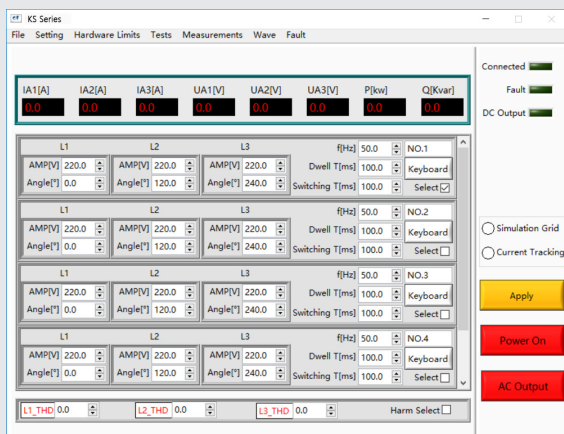 KS Series
File Setting Hardware Limits Tests Measurements Wave Fault
Connected
Fault
DC Output
IA1[A] IA2[A] IA3[A] UA1[V] UA2[V] UA3[V] P[kw] Q[Kvar]
0.0 0.0 0.0 0.0 0.0 0.0 0.0 0.0
L1 L2 L3 f[Hz] 50.0 NO.1
AMP[V] 220.0 AMP[V] 220.0 AMP[V] 220.0 Dwell T[ms] 100.0 Keyboard
Angle[°] 0.0 Angle[°] 120.0 Angle[°] 240.0 Switching T[ms] 100.0 Select
L1 L2 L3 f[Hz] 50.0 NO.2
AMP[V] 220.0 AMP[V] 220.0 AMP[V] 220.0 Dwell T[ms] 100.0 Keyboard
Angle[°] 0.0 Angle[°] 120.0 Angle[°] 240.0 Switching T[ms] 100.0 Select
L1 L2 L3 f[Hz] 50.0 NO.3
AMP[V] 220.0 AMP[V] 220.0 AMP[V] 220.0 Dwell T[ms] 100.0 Keyboard
Angle[°] 0.0 Angle[°] 120.0 Angle[°] 240.0 Switching T[ms] 100.0 Select
L1 L2 L3 f[Hz] 50.0 NO.4
AMP[V] 220.0 AMP[V] 220.0 AMP[V] 220.0 Dwell T[ms] 100.0 Keyboard
Angle[°] 0.0 Angle[°] 120.0 Angle[°] 240.0 Switching T[ms] 100.0 Select
L1_THD 0.0 L2_THD 0.0 L3_THD 0.0 Harm Select
Simulation Grid
Current Tracking
Apply
Power On
AC Output